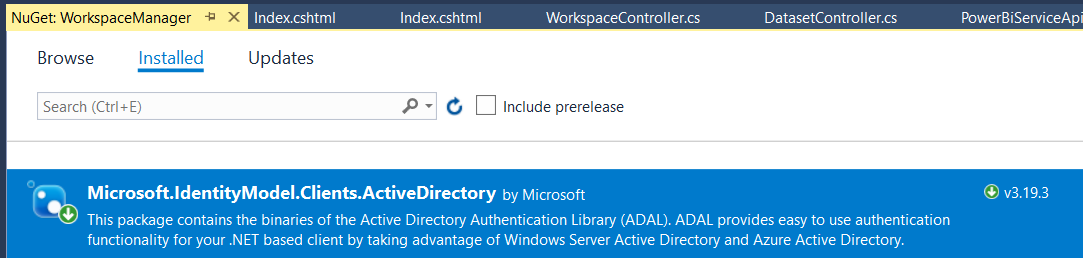 NuGet: WorkspaceManager Index.cshtml Index.cshtml WorkspaceController.cs DatasetController.cs PowerBiServiceApi
Browse Installed Updates
Search (Ctrl+E) Include prerelease
Microsoft.IdentityModel.Clients.ActiveDirectory by Microsoft v3.19.3
This package contains the binaries of the Active Directory Authentication Library (ADAL). ADAL provides easy to use authentication
functionality for your .NET based client by taking advantage of Windows Server Active Directory and Azure Active Directory.